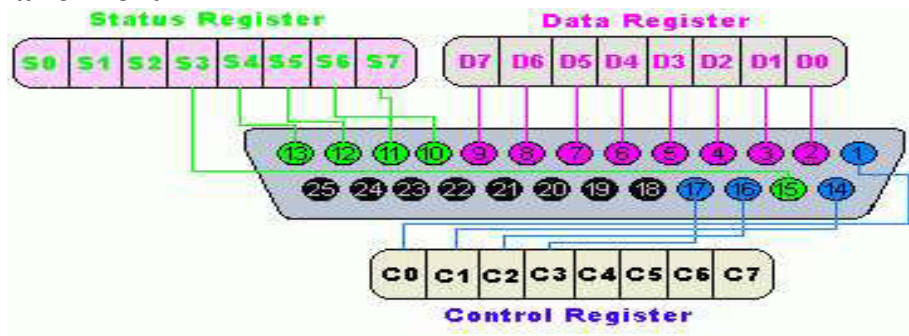 Status Register Data Register
S0 S1 S2 S3 S4 S5 S6 S7 D7 D6 D5 D4 D3 D2 D1 D0
13 12 11 10 9 8 7 6 5 4 3 2 1
25 24 23 22 21 20 19 18 17 16 15 14
C0 C1 C2 C3 C4 C5 C6 C7
Control Register